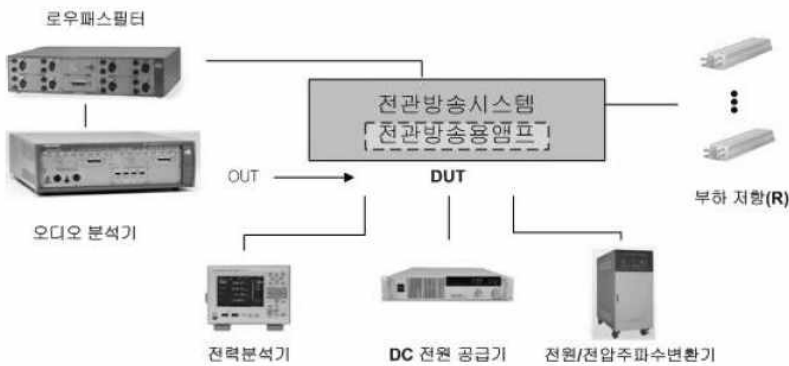 로우패스필터
전관방송시스템
전관방송용앰프
OUT
DUT
부하 저항(R)
오디오 분석기
전력분석기
DC 전원 공급기
전원/전압주파수변환기